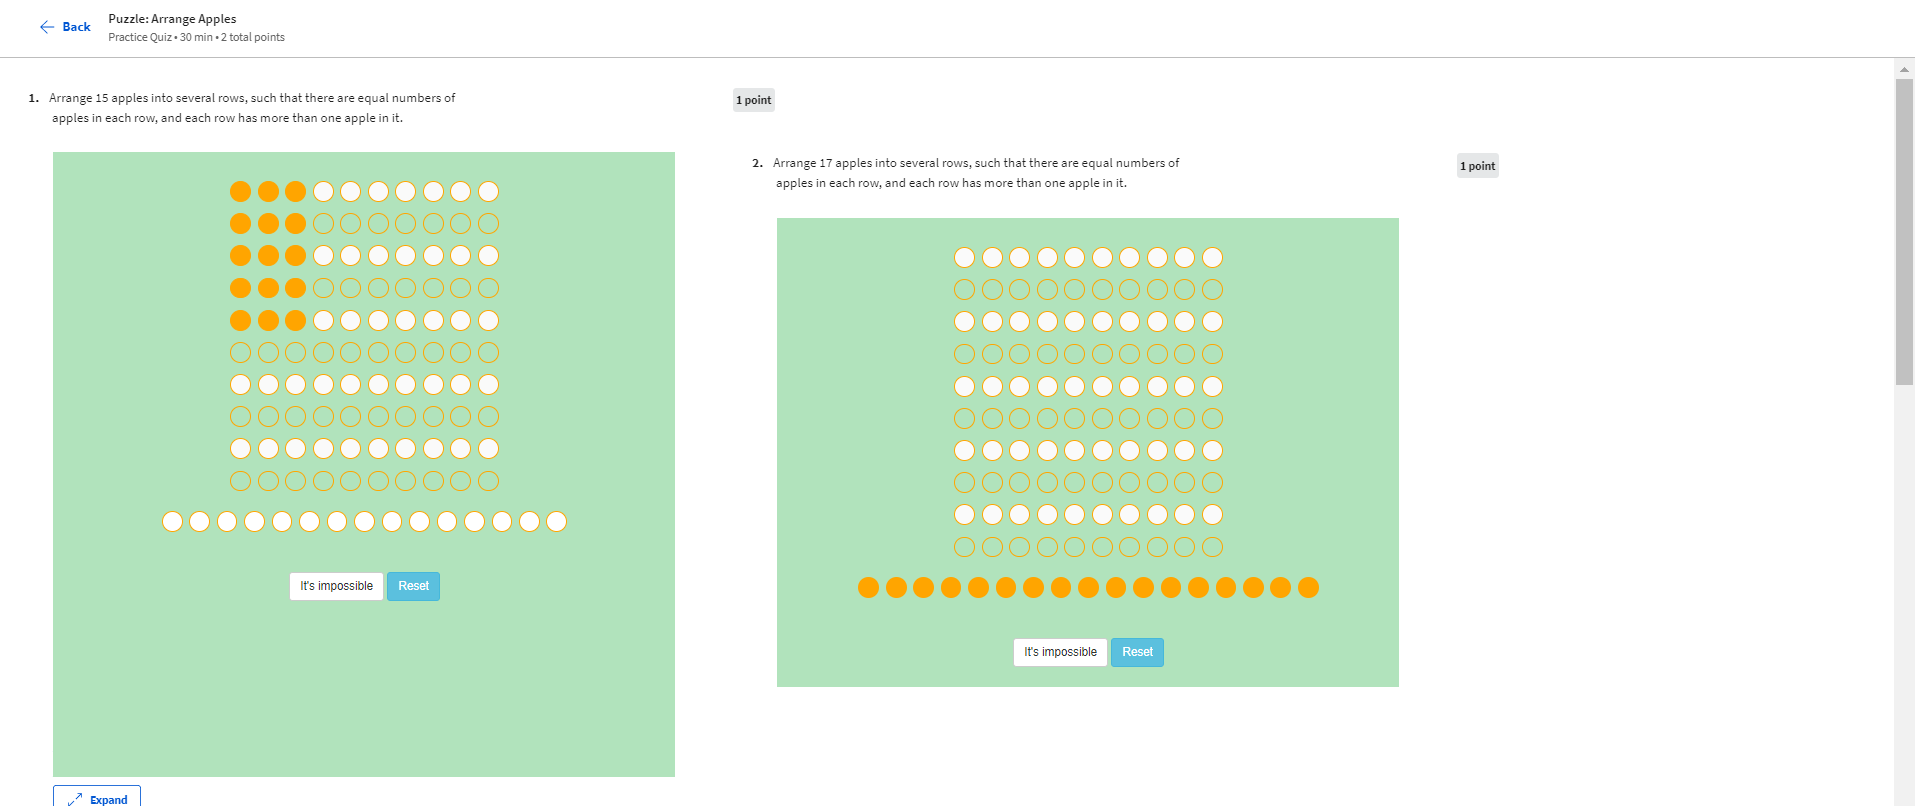 Back
Puzzle: Arrange Apples
Practice Quiz • 30 min • 2 total points
1. Arrange 15 apples into several rows, such that there are equal numbers of
apples in each row, and each row has more than one apple in it.
1 point
It's impossible
Reset
Expand
2. Arrange 17 apples into several rows, such that there are equal numbers of
apples in each row, and each row has more than one apple in it.
1 point
It's impossible
Reset